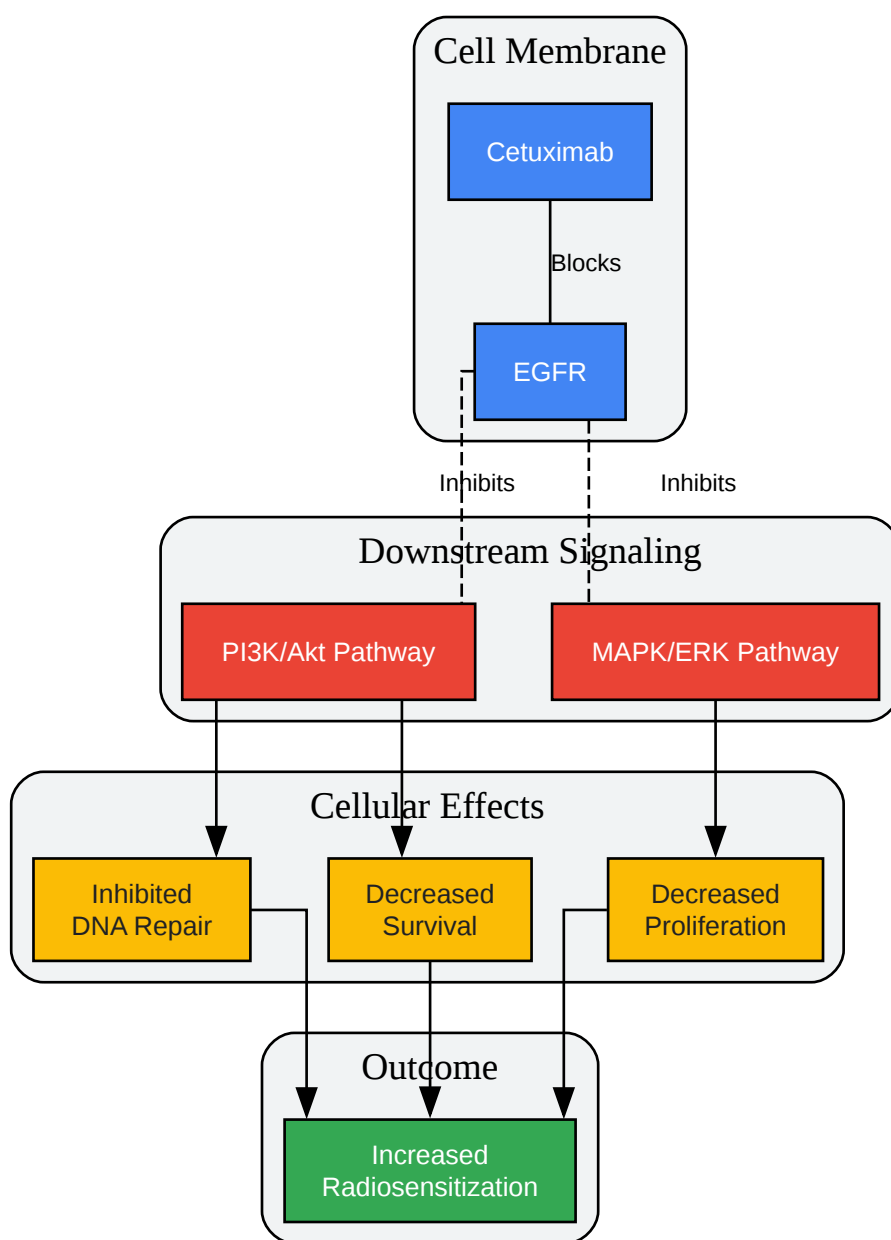 Cell Membrane
Cetuximab
Blocks
EGFR
Inhibits
Inhibits
Downstream Signaling
PI3K/Akt Pathway
MAPK/ERK Pathway
Cellular Effects
Inhibited
DNA Repair
Decreased
Survival
Decreased
Proliferation
Outcome
Increased
Radiosensitization